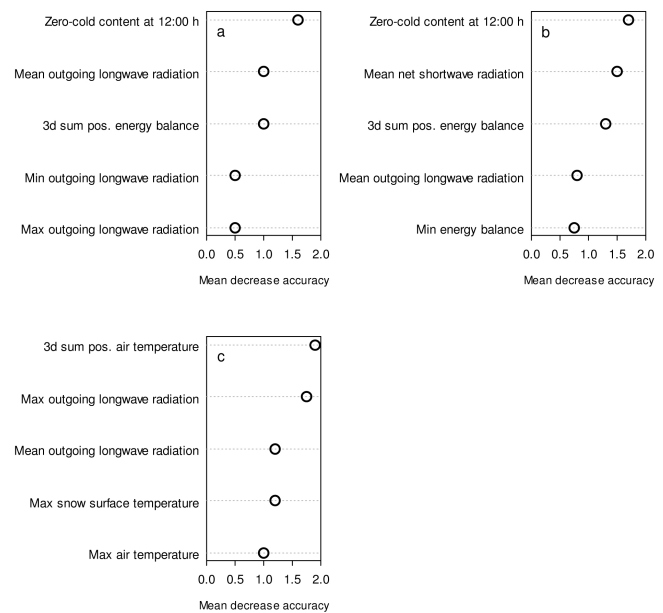 a
Zero-cold content at 12:00 h
Mean outgoing longwave radiation
3d sum pos. energy balance
Min outgoing longwave radiation
Max outgoing longwave radiation
0.0 0.5 1.0 1.5 2.0
Mean decrease accuracy
b
Zero-cold content at 12:00 h
Mean net shortwave radiation
3d sum pos. energy balance
Mean outgoing longwave radiation
Min energy balance
0.0 0.5 1.0 1.5 2.0
Mean decrease accuracy
c
3d sum pos. air temperature
Max outgoing longwave radiation
Mean outgoing longwave radiation
Max snow surface temperature
Max air temperature
0.0 0.5 1.0 1.5 2.0
Mean decrease accuracy